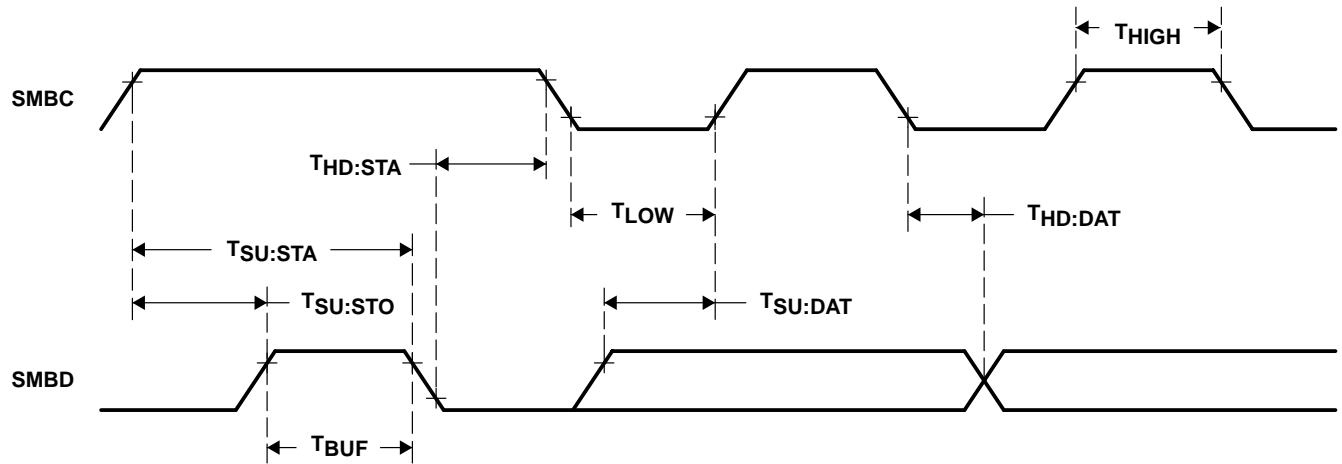 THIGH
SMBC
THD:STA
TLOW
THD:DAT
TSU:STA
TSU:STO
TSU:DAT
SMBD
TBUF